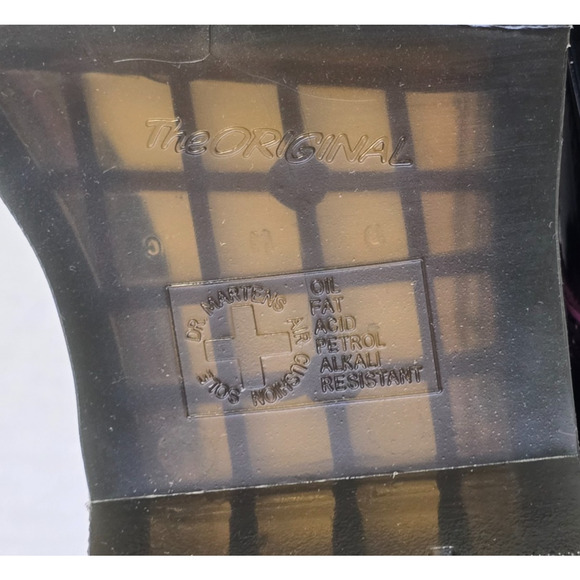 The ORIGINAL
DR. MARTENS AIR CUSHION SOLE
OIL
FAT
ACID
PETROL
ALKALI
RESISTANT